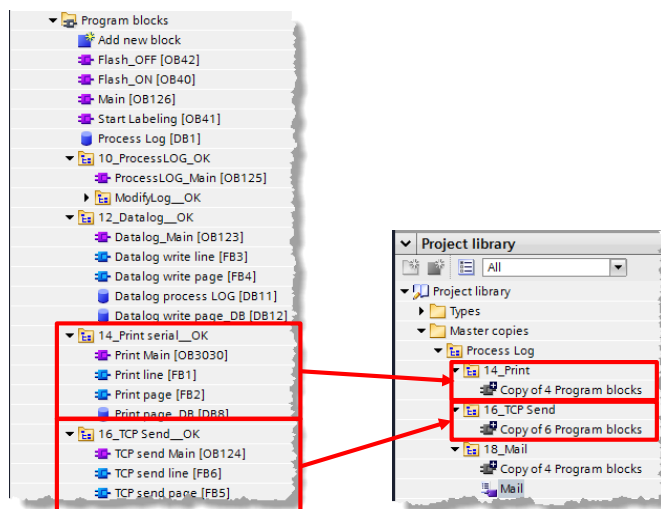 Program blocks
Add new block
Flash_OFF [OB42]
Flash_ON [OB40]
Main [OB126]
Start Labeling [OB41]
Process Log [DB1]
10_ProcessLOG_OK
ProcessLOG_Main [OB125]
ModifyLog__OK
12_Datalog__OK
Datalog_Main [OB123]
Datalog write line [FB3]
Datalog write page [FB4]
Datalog process LOG [DB11]
Datalog write page_DB [DB12]
14_Print serial__OK
Print Main [OB3030]
Print line [FB1]
Print page [FB2]
Print page_DB [DB8]
16_TCP Send__OK
TCP send Main [OB124]
TCP send line [FB6]
TCP send page [FB5]
Project library
All
Project library
Types
Master copies
Process Log
14_Print
Copy of 4 Program blocks
16_TCP Send
Copy of 6 Program blocks
18_Mail
Copy of 4 Program blocks
Mail